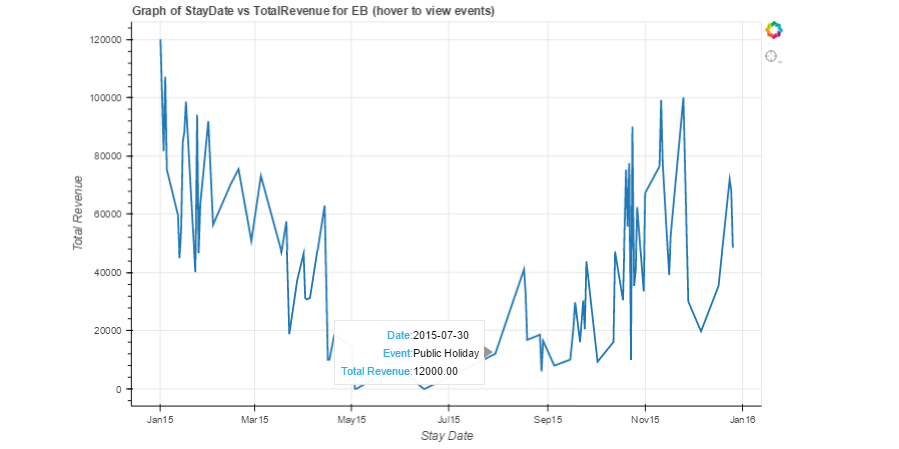 Graph of StayDate vs TotalRevenue for EB (hover to view events)
120000
100000
80000
60000
40000
20000
0
Total Revenue
Date:2015-07-30
Event:Public Holiday
Total Revenue:12000.00
Jan15 Mar15 May15 Jul15 Sep15 Nov15 Jan16
Stay Date